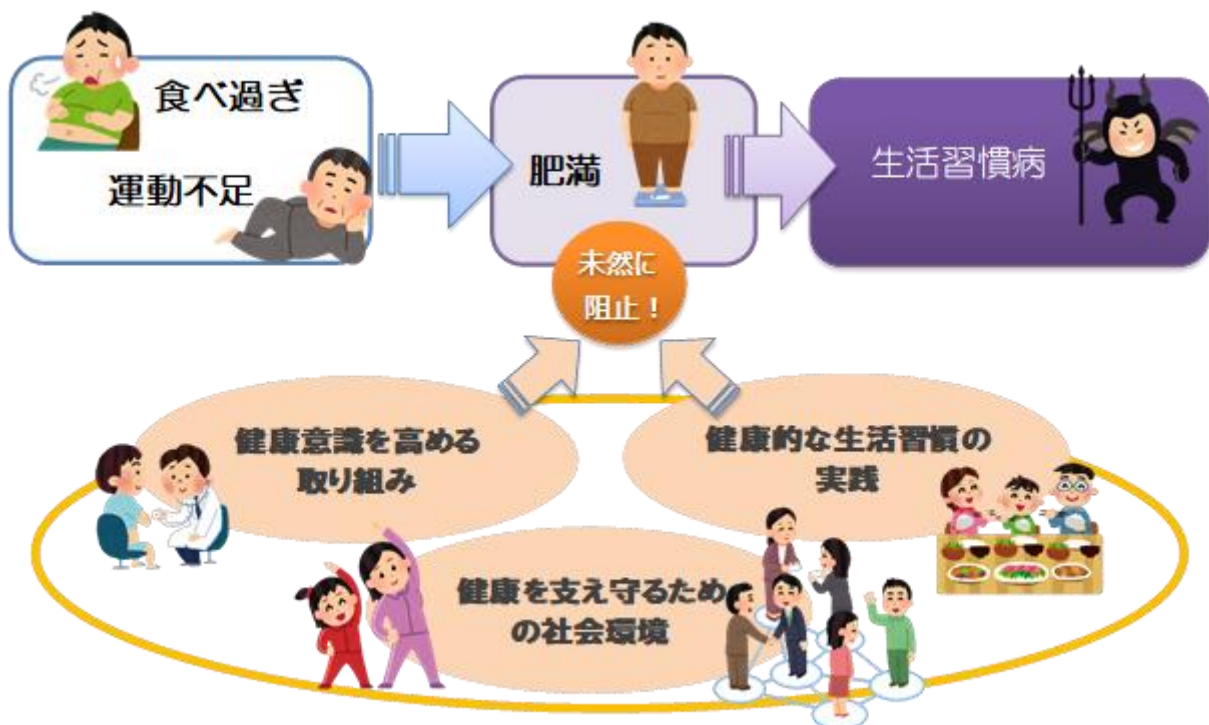 食べ過ぎ
運動不足
肥満
生活習慣病
未然に
阻止！
健康意識を高める
取り組み
健康的な生活習慣の
実践
健康を支え守るため
の社会環境